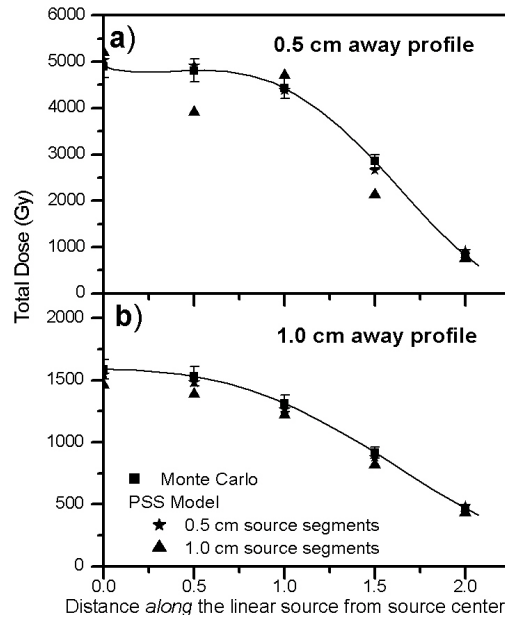 6000
a)
0.5 cm away profile
5000
4000
3000
2000
1000
0
Total Dose (Gy)
b)
1.0 cm away profile
2000
1500
1000
500
0
Monte Carlo
PSS Model
0.5 cm source segments
1.0 cm source segments
0.0 0.5 1.0 1.5 2.0
Distance along the linear source from source center